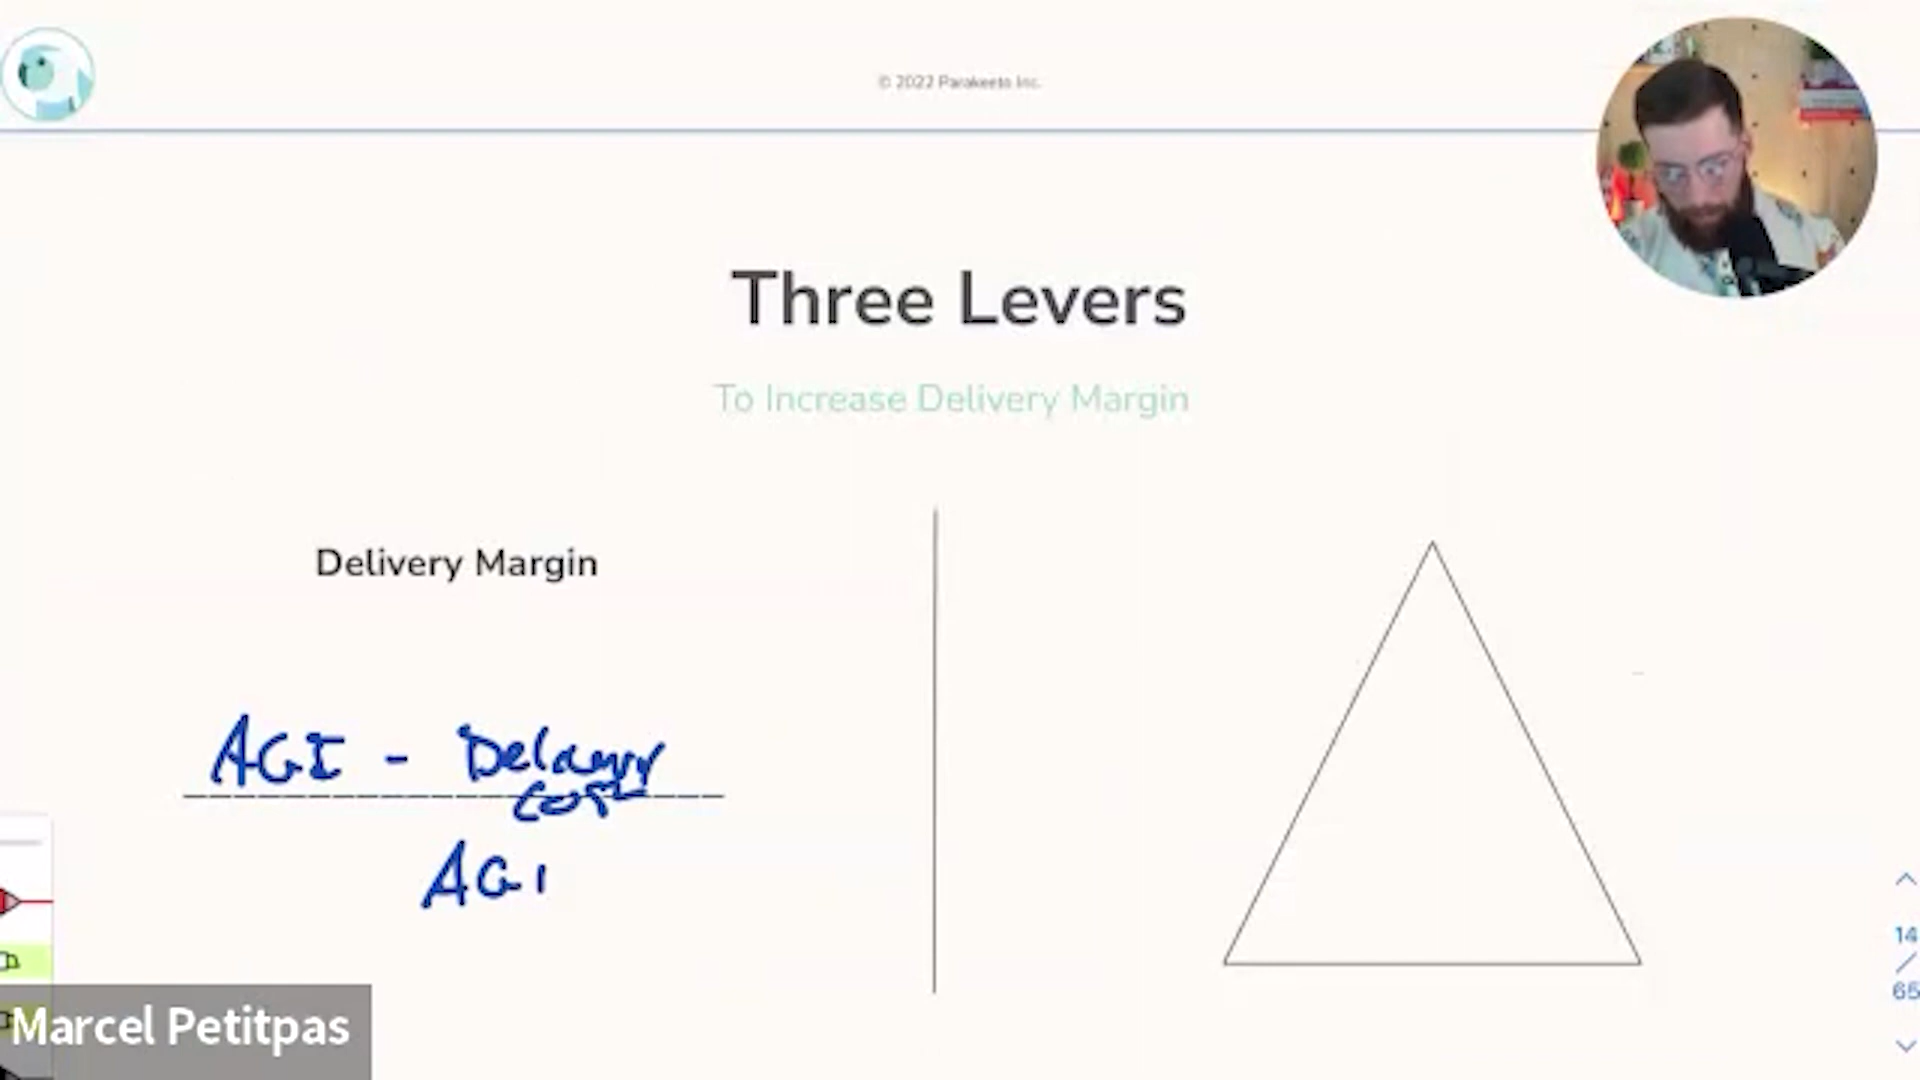 © 2022 Parakeeto Inc.
Three Levers
To Increase Delivery Margin
Delivery Margin
AGI - Delivery
Cost
AGI
14
/
65
Marcel Petitpas